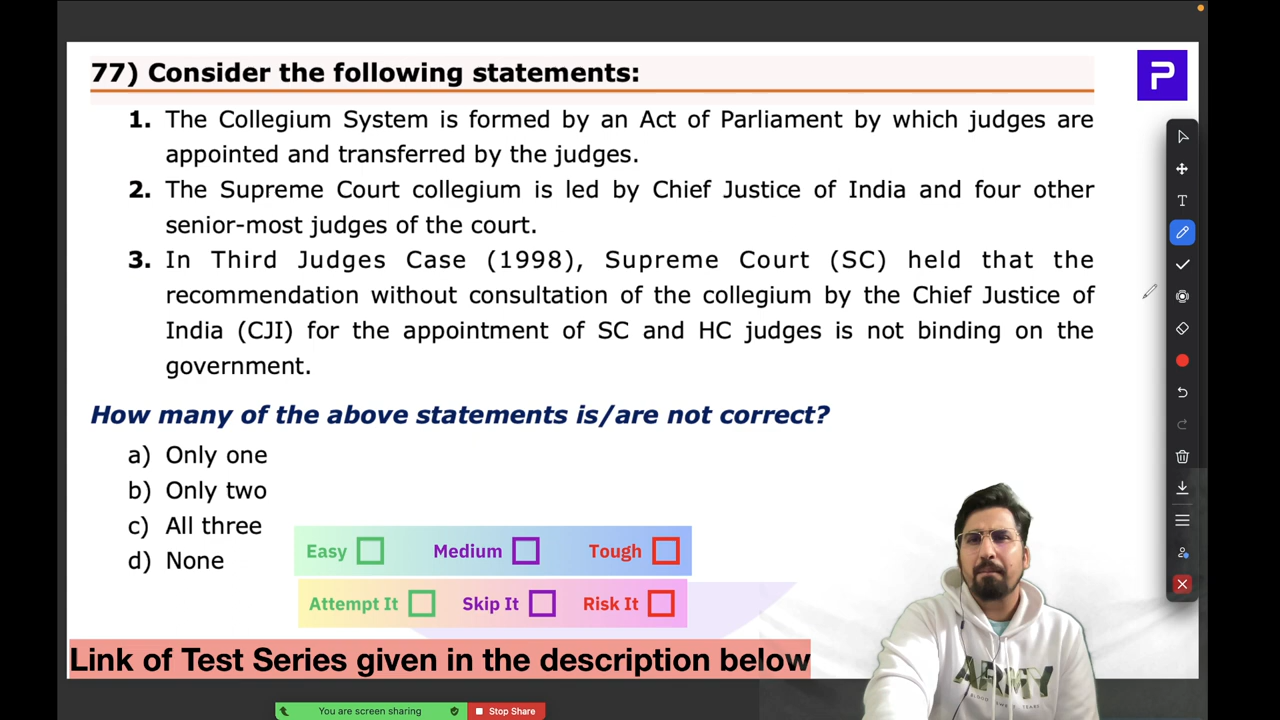 77) Consider the following statements:
1. The Collegium System is formed by an Act of Parliament by which judges are
appointed and transferred by the judges.
2. The Supreme Court collegium is led by Chief Justice of India and four other
senior-most judges of the court.
3. In Third Judges Case (1998), Supreme Court (SC) held that the
recommendation without consultation of the collegium by the Chief Justice of
India (CJI) for the appointment of SC and HC judges is not binding on the
government.
How many of the above statements is/are not correct?
a) Only one
b) Only two
c) All three
d) None
Easy Medium Tough
Attempt It Skip It Risk It
Link of Test Series given in the description below
ARMY
You are screen sharing Stop Share